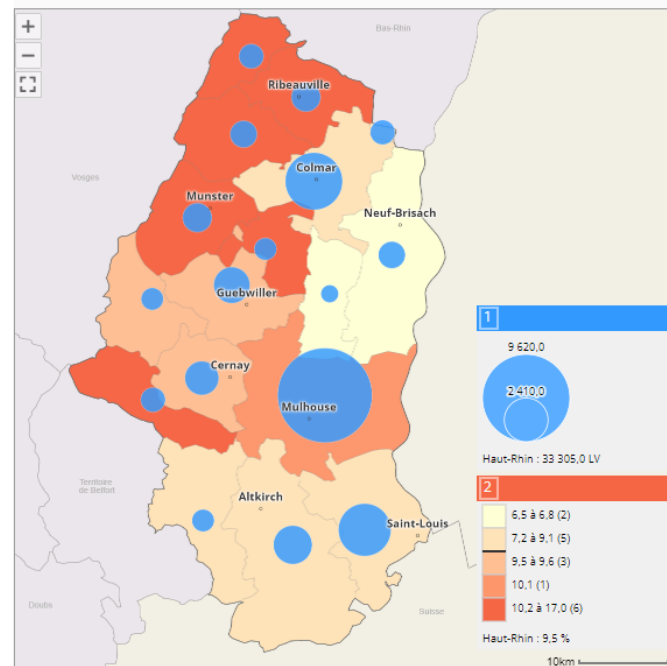 +
Bas-Rhin
−
Ribeauville
Colmar
Vosges
Munster
Neuf-Brisach
Guebwiller
1
9 620,0
Cernay
2 410,0
Mulhouse
Haut-Rhin : 33 305,0 LV
2
Territoire
de Belfort
Altkirch
6,5 à 6,8 (2)
Saint-Louis
7,2 à 9,1 (5)
9,5 à 9,6 (3)
10,1 (1)
Doubs
Suisse
10,2 à 17,0 (6)
Haut-Rhin : 9,5 %
10km